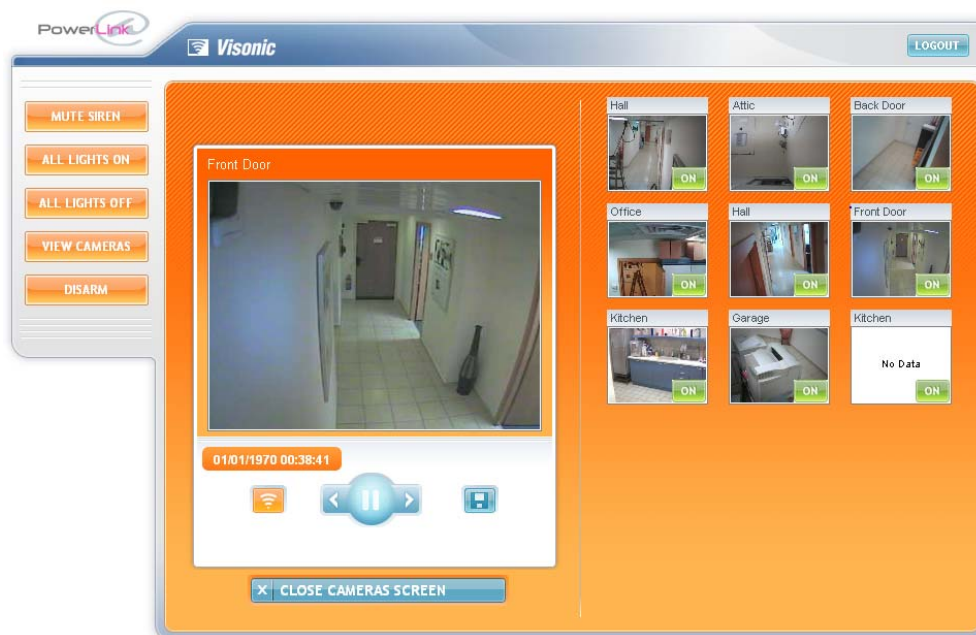 PowerLink
Visonic
LOGOUT
MUTE SIREN
ALL LIGHTS ON
ALL LIGHTS OFF
VIEW CAMERAS
DISARM
Front Door
01/01/1970 00:38:41
X CLOSE CAMERAS SCREEN
Hall Attic Back Door
ON ON ON
Office Hall *Front Door
ON ON ON
Kitchen Garage Kitchen
No Data
ON ON ON